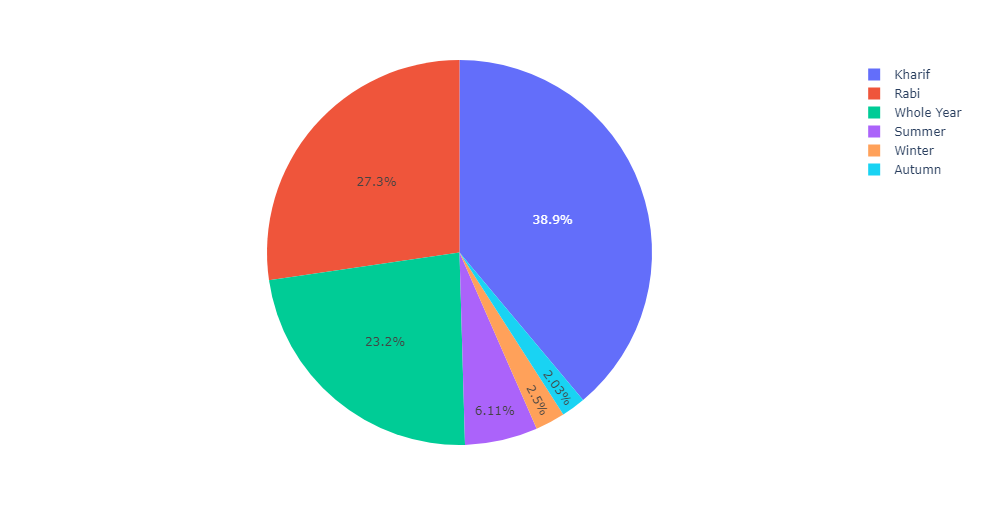 Kharif
Rabi
Whole Year
Summer
Winter
Autumn
27.3%
38.9%
23.2%
6.11%
2.5%
2.03%